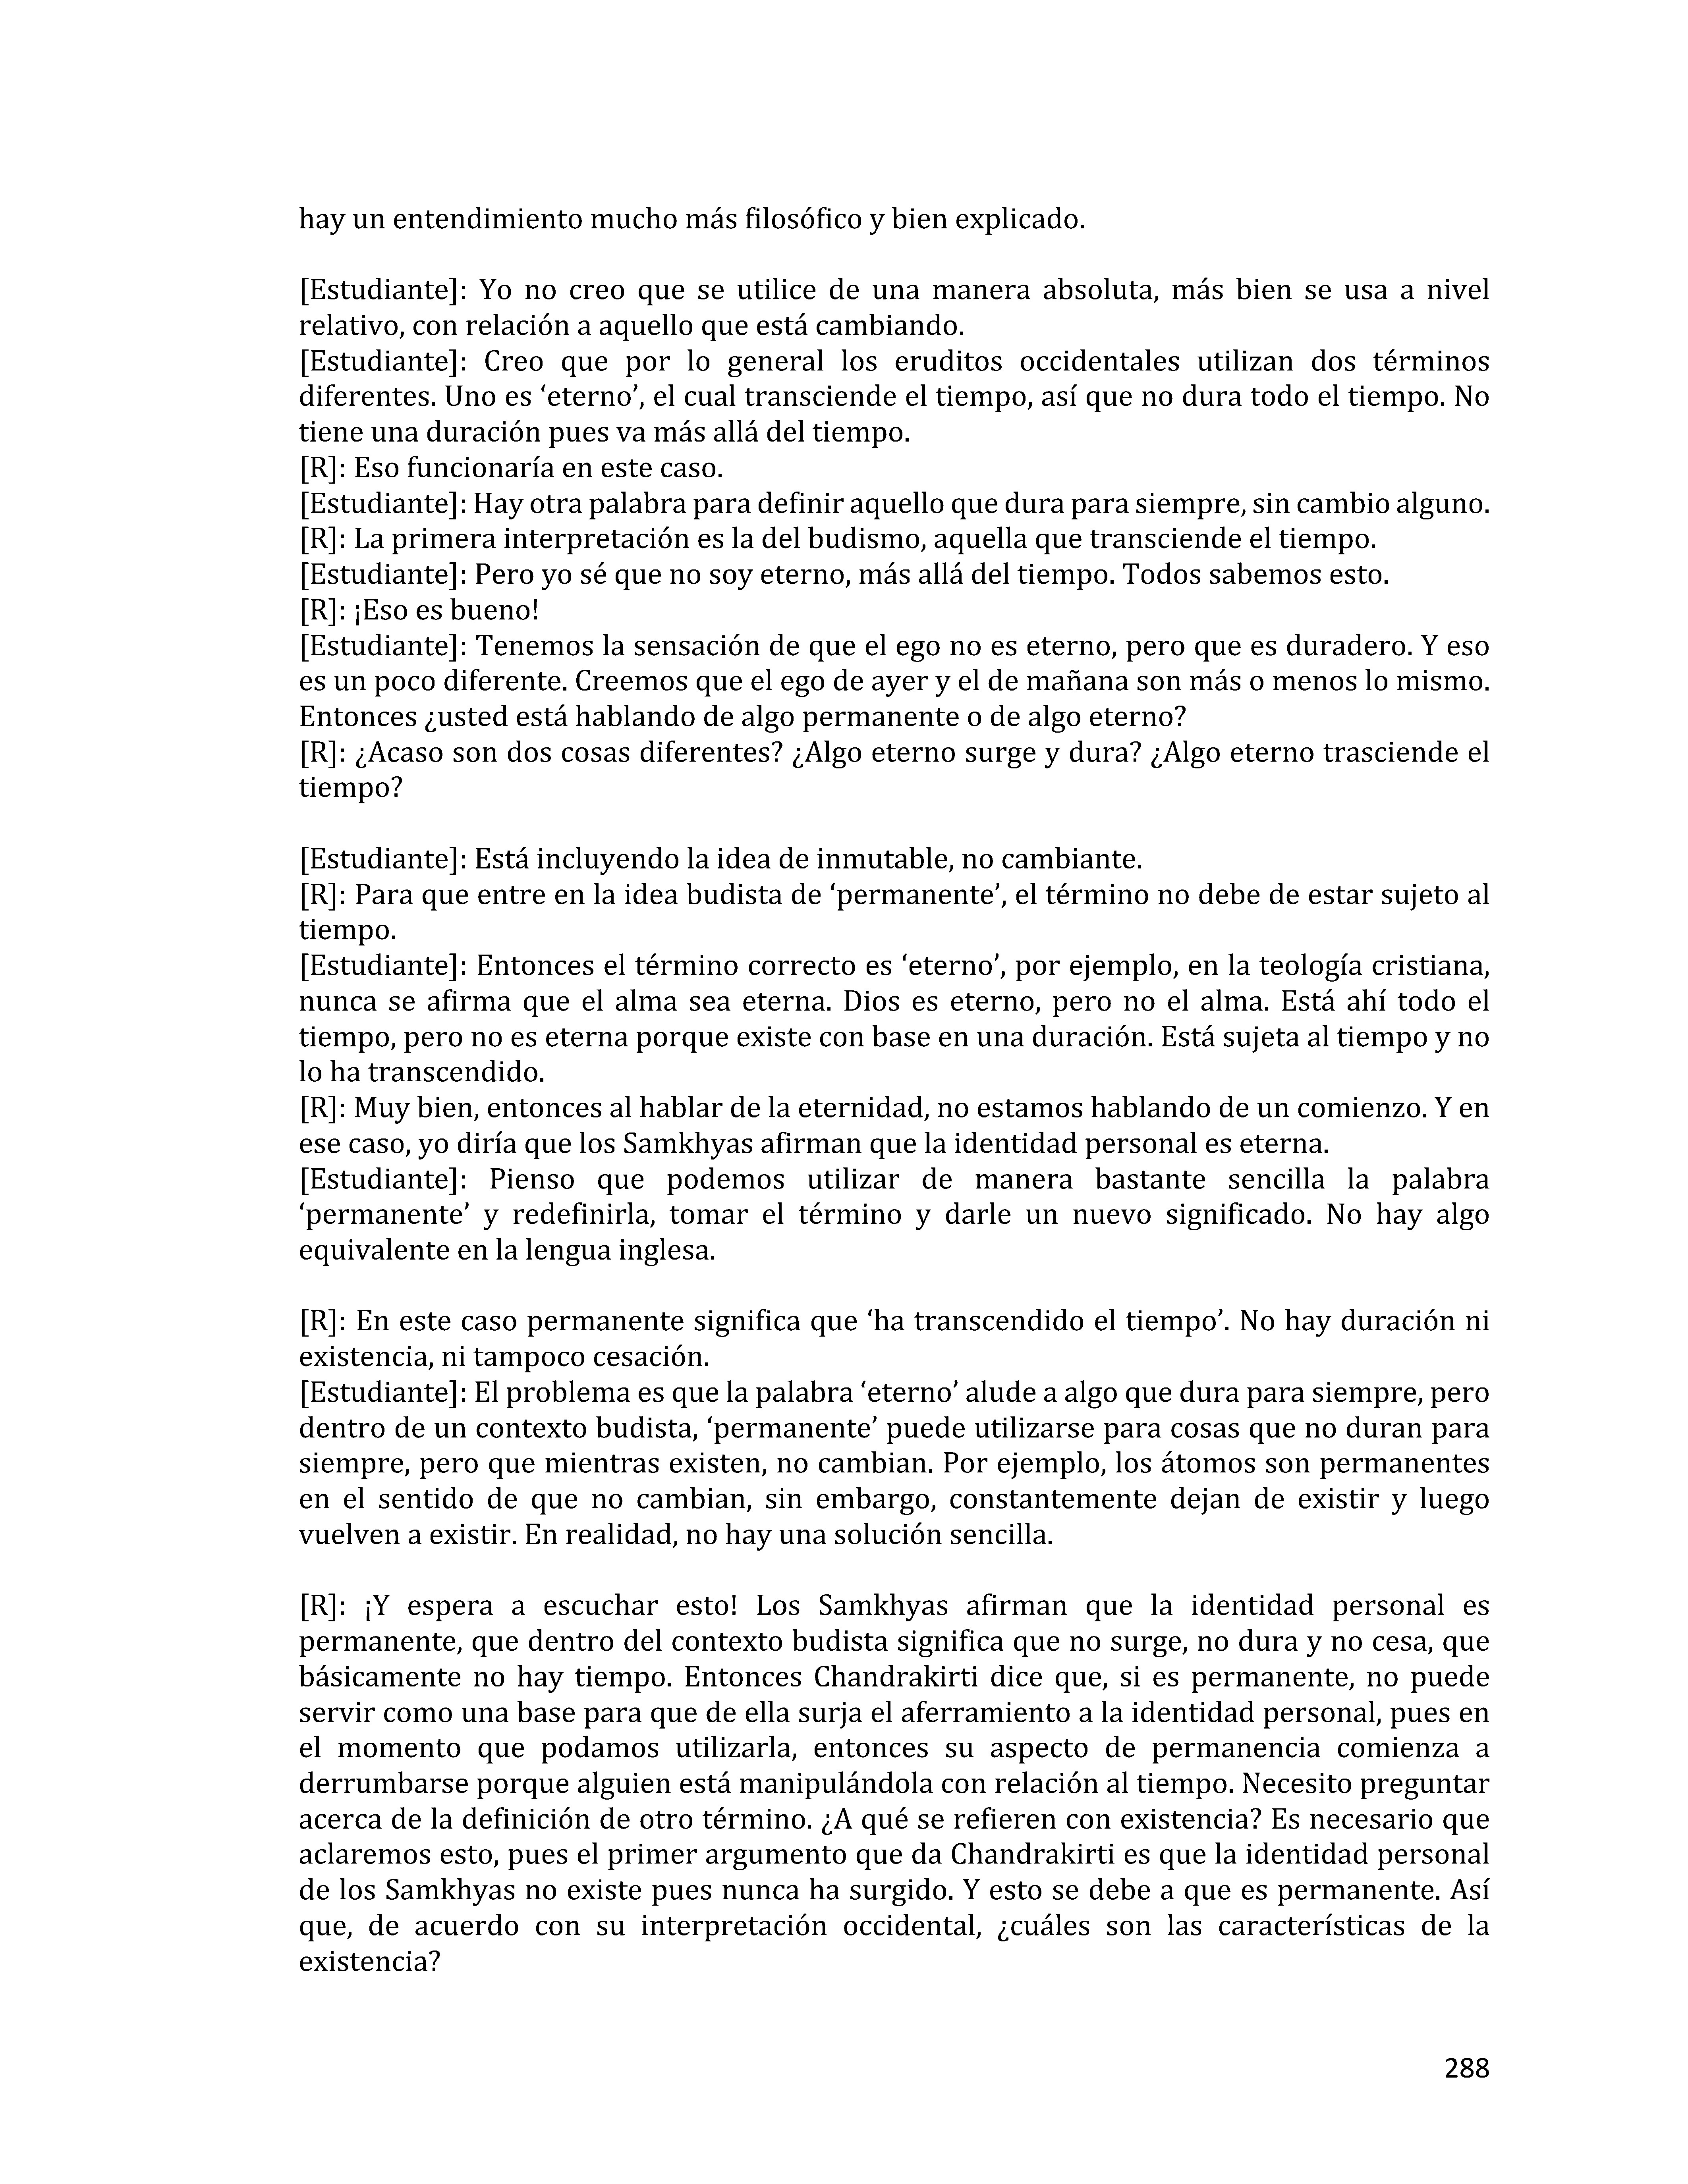 hay un entendimiento mucho más filosófico y bien explicado.
[Estudiante]: Yo no creo que se utilice de una manera absoluta, más bien se usa a nivel
relativo, con relación a aquello que está cambiando.
[Estudiante]: Creo que por lo general los eruditos occidentales utilizan dos términos
diferentes. Uno es ‘eterno’, el cual transciende el tiempo, así que no dura todo el tiempo. No
tiene una duración pues va más allá del tiempo.
[R]: Eso funcionaría en este caso.
[Estudiante]: Hay otra palabra para definir aquello que dura para siempre, sin cambio alguno.
[R]: La primera interpretación es la del budismo, aquella que transciende el tiempo.
[Estudiante]: Pero yo sé que no soy eterno, más allá del tiempo. Todos sabemos esto.
[R]: ¡Eso es bueno!
[Estudiante]: Tenemos la sensación de que el ego no es eterno, pero que es duradero. Y eso
es un poco diferente. Creemos que el ego de ayer y el de mañana son más o menos lo mismo.
Entonces ¿usted está hablando de algo permanente o de algo eterno?
[R]: ¿Acaso son dos cosas diferentes? ¿Algo eterno surge y dura? ¿Algo eterno trasciende el
tiempo?
[Estudiante]: Está incluyendo la idea de inmutable, no cambiante.
[R]: Para que entre en la idea budista de ‘permanente’, el término no debe de estar sujeto al
tiempo.
[Estudiante]: Entonces el término correcto es ‘eterno’, por ejemplo, en la teología cristiana,
nunca se afirma que el alma sea eterna. Dios es eterno, pero no el alma. Está ahí todo el
tiempo, pero no es eterna porque existe con base en una duración. Está sujeta al tiempo y no
lo ha transcendido.
[R]: Muy bien, entonces al hablar de la eternidad, no estamos hablando de un comienzo. Y en
ese caso, yo diría que los Samkhyas afirman que la identidad personal es eterna.
[Estudiante]: Pienso que podemos utilizar de manera bastante sencilla la palabra
‘permanente’ y redefinirla, tomar el término y darle un nuevo significado. No hay algo
equivalente en la lengua inglesa.
[R]: En este caso permanente significa que ‘ha transcendido el tiempo’. No hay duración ni
existencia, ni tampoco cesación.
[Estudiante]: El problema es que la palabra ‘eterno’ alude a algo que dura para siempre, pero
dentro de un contexto budista, ‘permanente’ puede utilizarse para cosas que no duran para
siempre, pero que mientras existen, no cambian. Por ejemplo, los átomos son permanentes
en el sentido de que no cambian, sin embargo, constantemente dejan de existir y luego
vuelven a existir. En realidad, no hay una solución sencilla.
[R]: ¡Y espera a escuchar esto! Los Samkhyas afirman que la identidad personal es
permanente, que dentro del contexto budista significa que no surge, no dura y no cesa, que
básicamente no hay tiempo. Entonces Chandrakirti dice que, si es permanente, no puede
servir como una base para que de ella surja el aferramiento a la identidad personal, pues en
el momento que podamos utilizarla, entonces su aspecto de permanencia comienza a
derrumbarse porque alguien está manipulándola con relación al tiempo. Necesito preguntar
acerca de la definición de otro término. ¿A qué se refieren con existencia? Es necesario que
aclaremos esto, pues el primer argumento que da Chandrakirti es que la identidad personal
de los Samkhyas no existe pues nunca ha surgido. Y esto se debe a que es permanente. Así
que, de acuerdo con su interpretación occidental, ¿cuáles son las características de la
existencia?
288